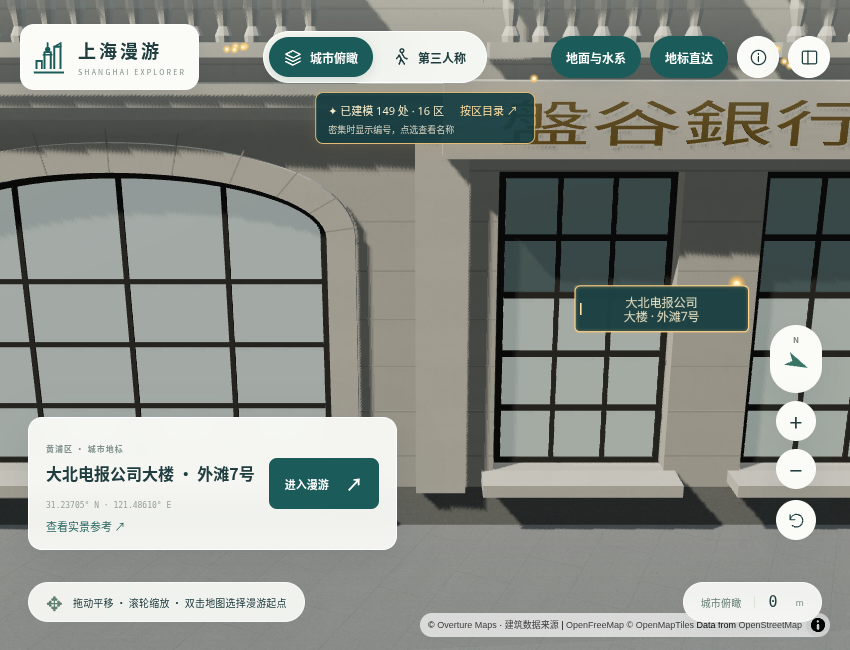 上海漫游
SHANGHAI EXPLORER
城市俯瞰
第三人称
地面与水系
地标直达
✦ 已建模 149 处 · 16 区 按区目录 ↗
密集时显示编号，点选查看名称
盤谷銀行
大北电报公司
大楼 · 外滩7号
N
黄浦区 · 城市地标
大北电报公司大楼 · 外滩7号
31.23705° N · 121.48610° E
查看实景参考 ↗
进入漫游 ↗
+
−
拖动平移 · 滚轮缩放 · 双击地图选择漫游起点
城市俯瞰 0 m
© Overture Maps · 建筑数据来源 | OpenFreeMap © OpenMapTiles Data from OpenStreetMap